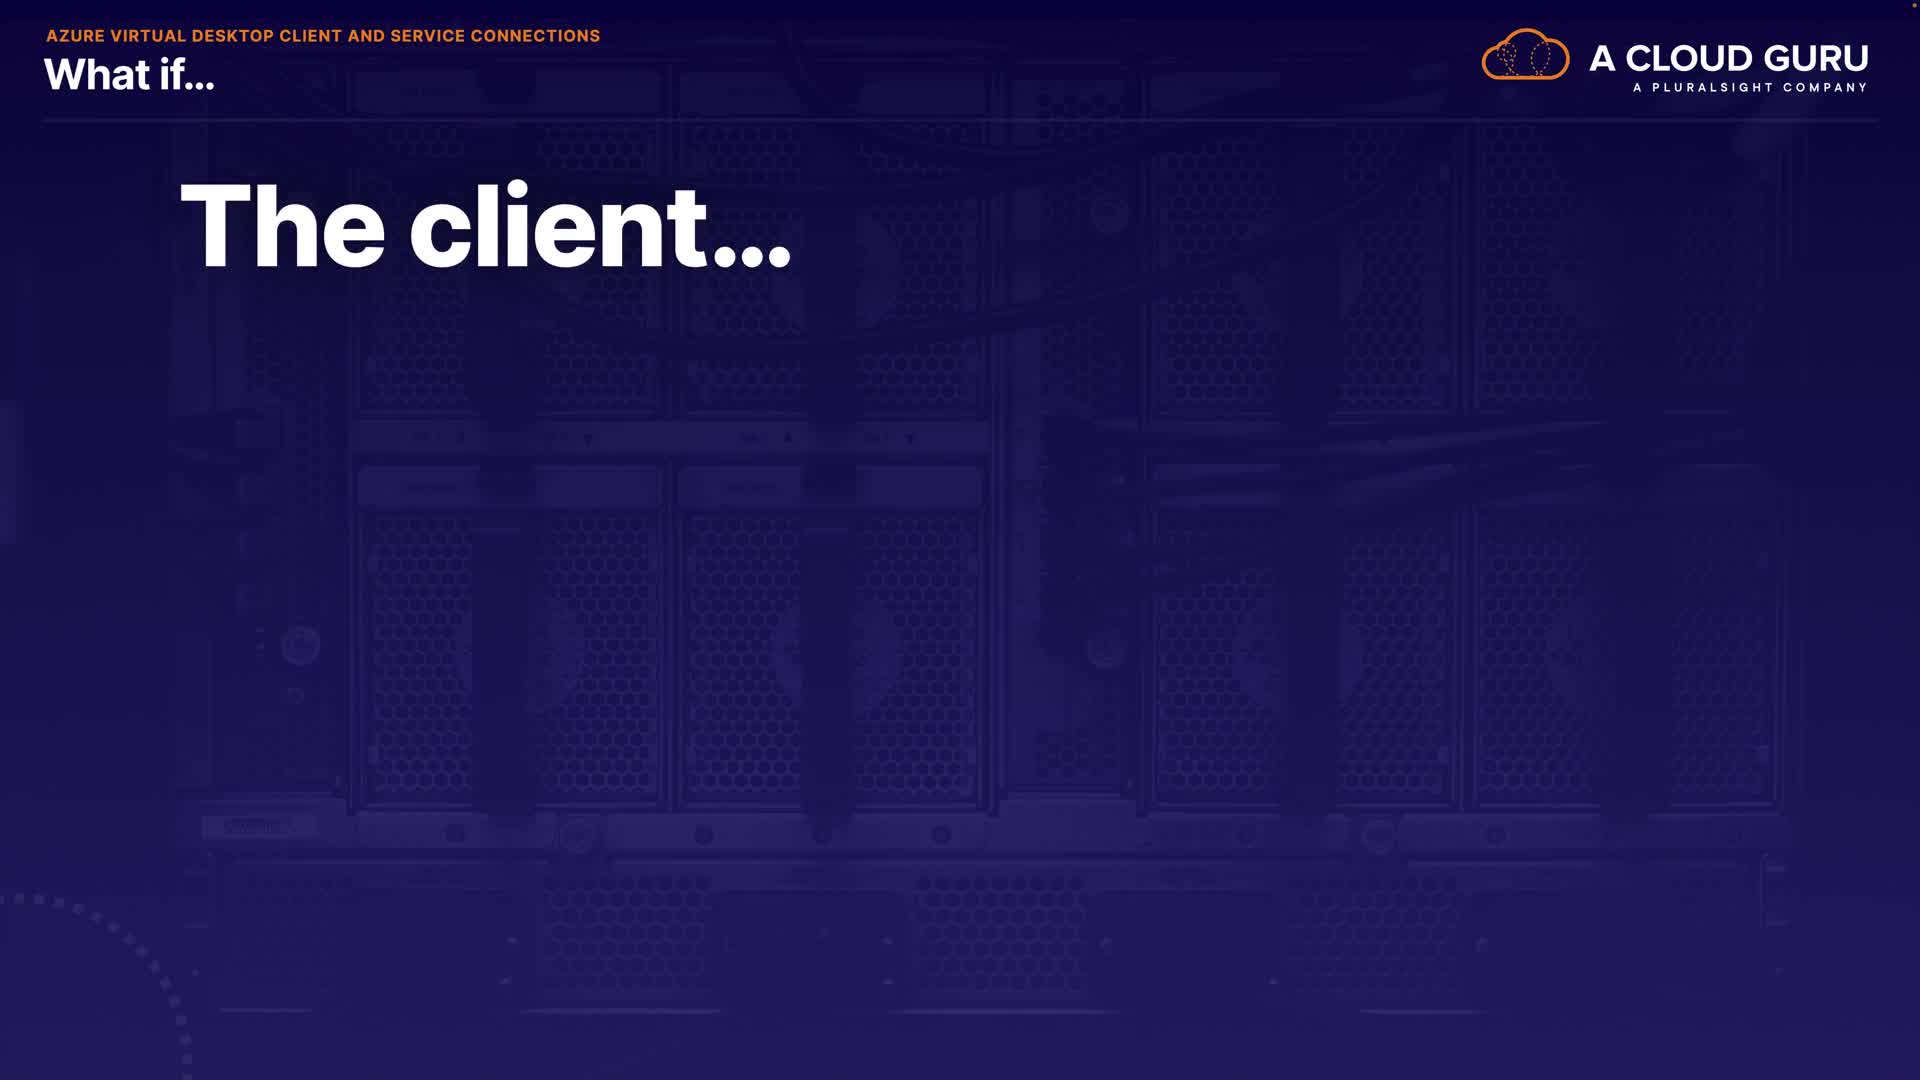 AZURE VIRTUAL DESKTOP CLIENT AND SERVICE CONNECTIONS
What if...
A CLOUD GURU
A PLURALSIGHT COMPANY
The client...